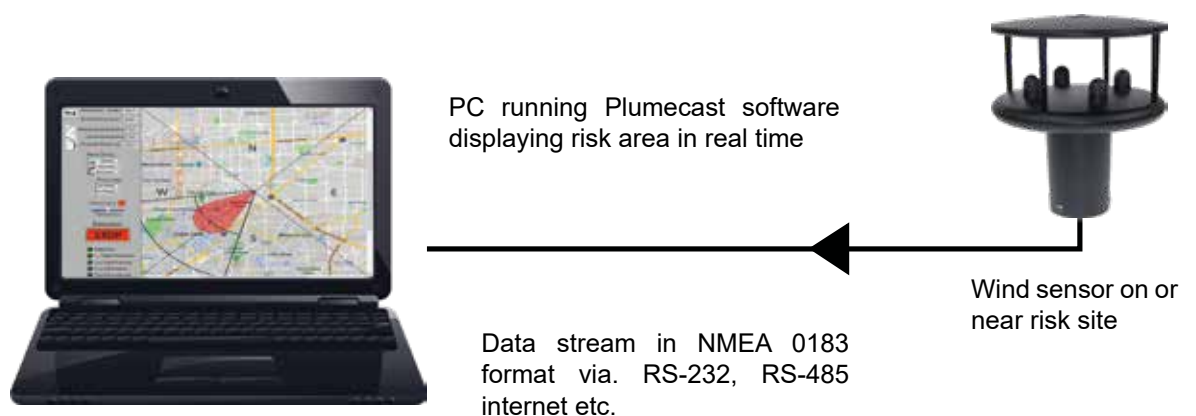 PC running Plumecast software
displaying risk area in real time
Wind sensor on or
near risk site
Data stream in NMEA 0183
format via. RS-232, RS-485
internet etc.
N
W
E
S
STOP